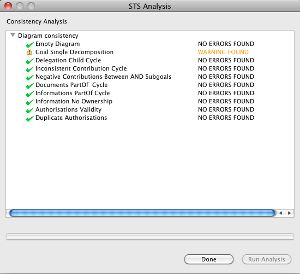 STS Analysis
Consistency Analysis
Diagram consistency
Empty Diagram NO ERRORS FOUND
Goal Single Decomposition WARNING FOUND
Delegation Child Cycle NO ERRORS FOUND
Inconsistent Contribution Cycle NO ERRORS FOUND
Negative Contributions Between AND Subgoals NO ERRORS FOUND
Documents PartOf Cycle NO ERRORS FOUND
Informations PartOf Cycle NO ERRORS FOUND
Information No Ownership NO ERRORS FOUND
Authorisations Validity NO ERRORS FOUND
Duplicate Authorisations NO ERRORS FOUND
Done Run Analysis